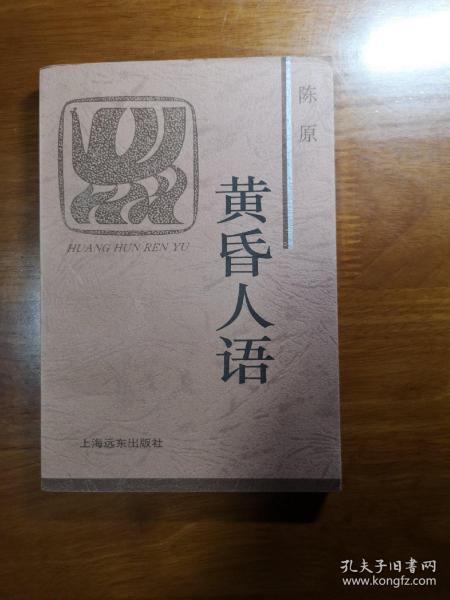 陈原
HUANG HUN REN YU
黄昏人语
上海远东出版社
孔夫子旧书网
www.kongfz.com